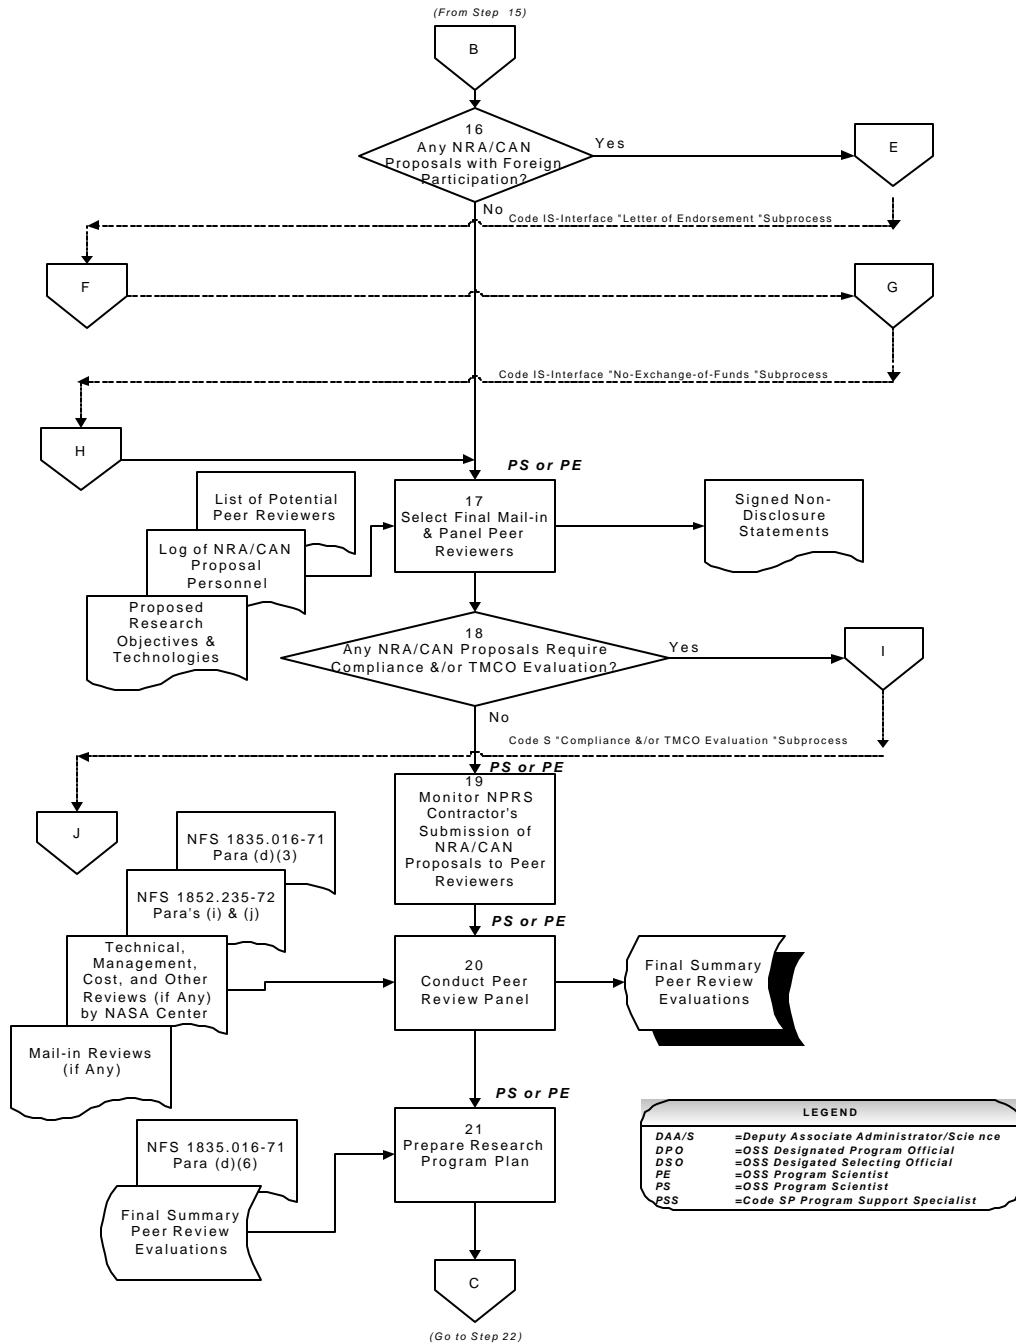 (From Step 15)
B
16
Any NRA/CAN
Proposals with Foreign
Participation?
Yes
E
No
Code IS-Interface "Letter of Endorsement "Subprocess
F
G
Code IS-Interface "No-Exchange-of-Funds "Subprocess
H
PS or PE
List of Potential
Peer Reviewers
Log of NRA/CAN
Proposal
Personnel
Proposed
Research
Objectives &
Technologies
17
Select Final Mail-in
& Panel Peer
Reviewers
Signed Non-
Disclosure
Statements
18
Any NRA/CAN Proposals Require
Compliance &/or TMCO Evaluation?
Yes
I
No
Code S "Compliance &/or TMCO Evaluation "Subprocess
J
PS or PE
19
Monitor NPRS
Contractor's
Submission of
NRA/CAN
Proposals to Peer
Reviewers
NFS 1835.016-71
Para (d)(3)
NFS 1852.235-72
Para's (i) & (j)
Technical,
Management,
Cost, and Other
Reviews (if Any)
by NASA Center
Mail-in Reviews
(if Any)
PS or PE
20
Conduct Peer
Review Panel
Final Summary
Peer Review
Evaluations
PS or PE
21
Prepare Research
Program Plan
NFS 1835.016-71
Para (d)(6)
Final Summary
Peer Review
Evaluations
C
(Go to Step 22)
LEGEND
DAA/S =Deputy Associate Administrator/Science
DPO =OSS Designated Program Official
DSO =OSS Desigated Selecting Official
PE =OSS Program Scientist
PS =OSS Program Scientist
PSS =Code SP Program Support Specialist